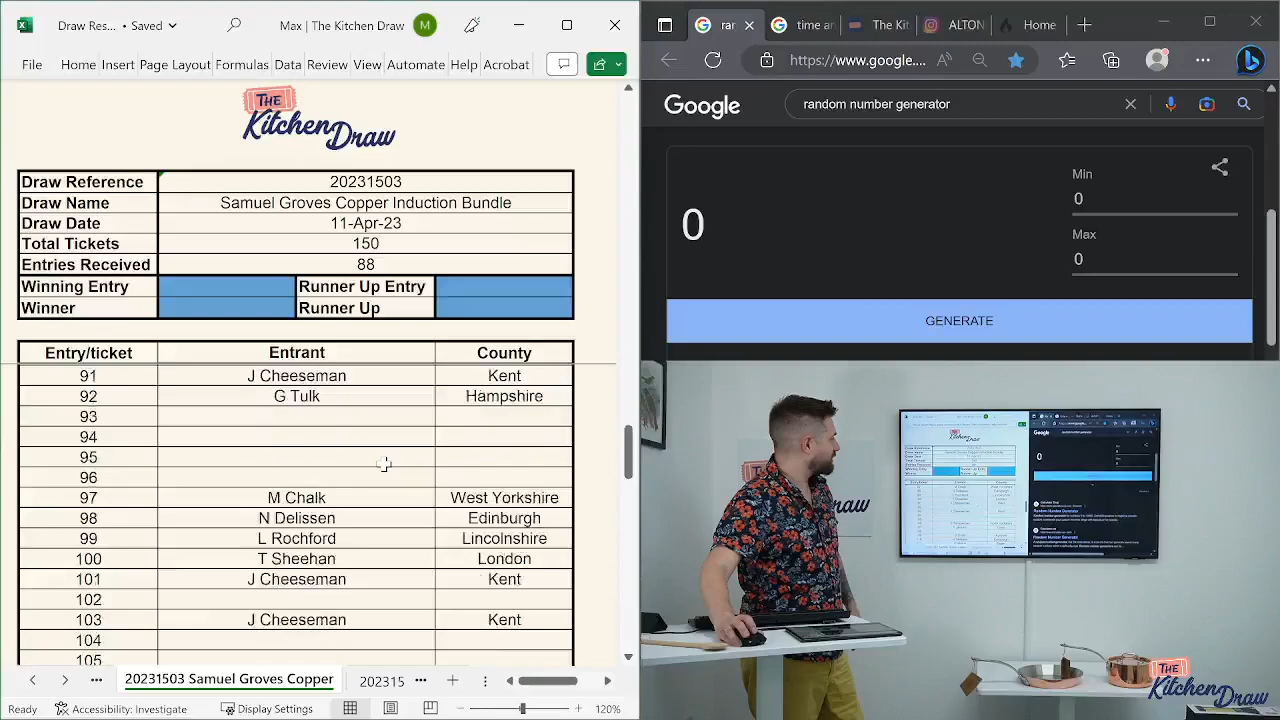 Draw Res... • Saved
Max | The Kitchen Draw
M
File Home Insert Page Layout Formulas Data Review View Automate Help Acrobat
THE
Kitchen Draw
Draw Reference 20231503
Draw Name Samuel Groves Copper Induction Bundle
Draw Date 11-Apr-23
Total Tickets 150
Entries Received 88
Winning Entry Runner Up Entry
Winner Runner Up
Entry/ticket Entrant County
91 J Cheeseman Kent
92 G Tulk Hampshire
93
94
95
96
97 M Chalk West Yorkshire
98 N Delissen Edinburgh
99 L Rochford Lincolnshire
100 T Sheehan London
101 J Cheeseman Kent
102
103 J Cheeseman Kent
104
105
20231503 Samuel Groves Copper 202315 ...
Ready Accessibility: Investigate Display Settings 120%
rar time an The Kit ALTON Home
https://www.google....
Google random number generator
0
Min
0
Max
0
GENERATE
THE
Kitchen Draw